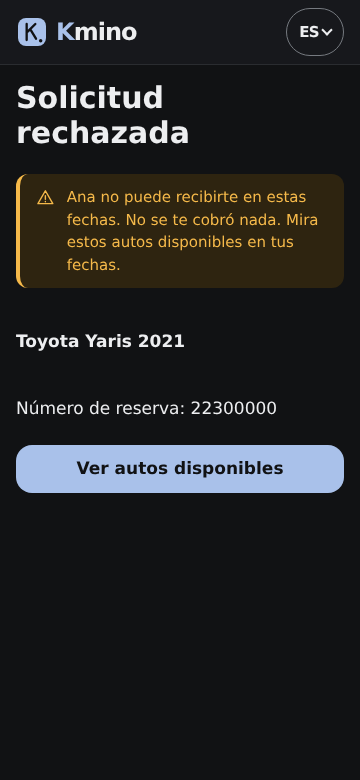 K. Kmino
ES
Solicitud
rechazada
Ana no puede recibirte en estas
fechas. No se te cobró nada. Mira
estos autos disponibles en tus
fechas.
Toyota Yaris 2021
Número de reserva: 22300000
Ver autos disponibles